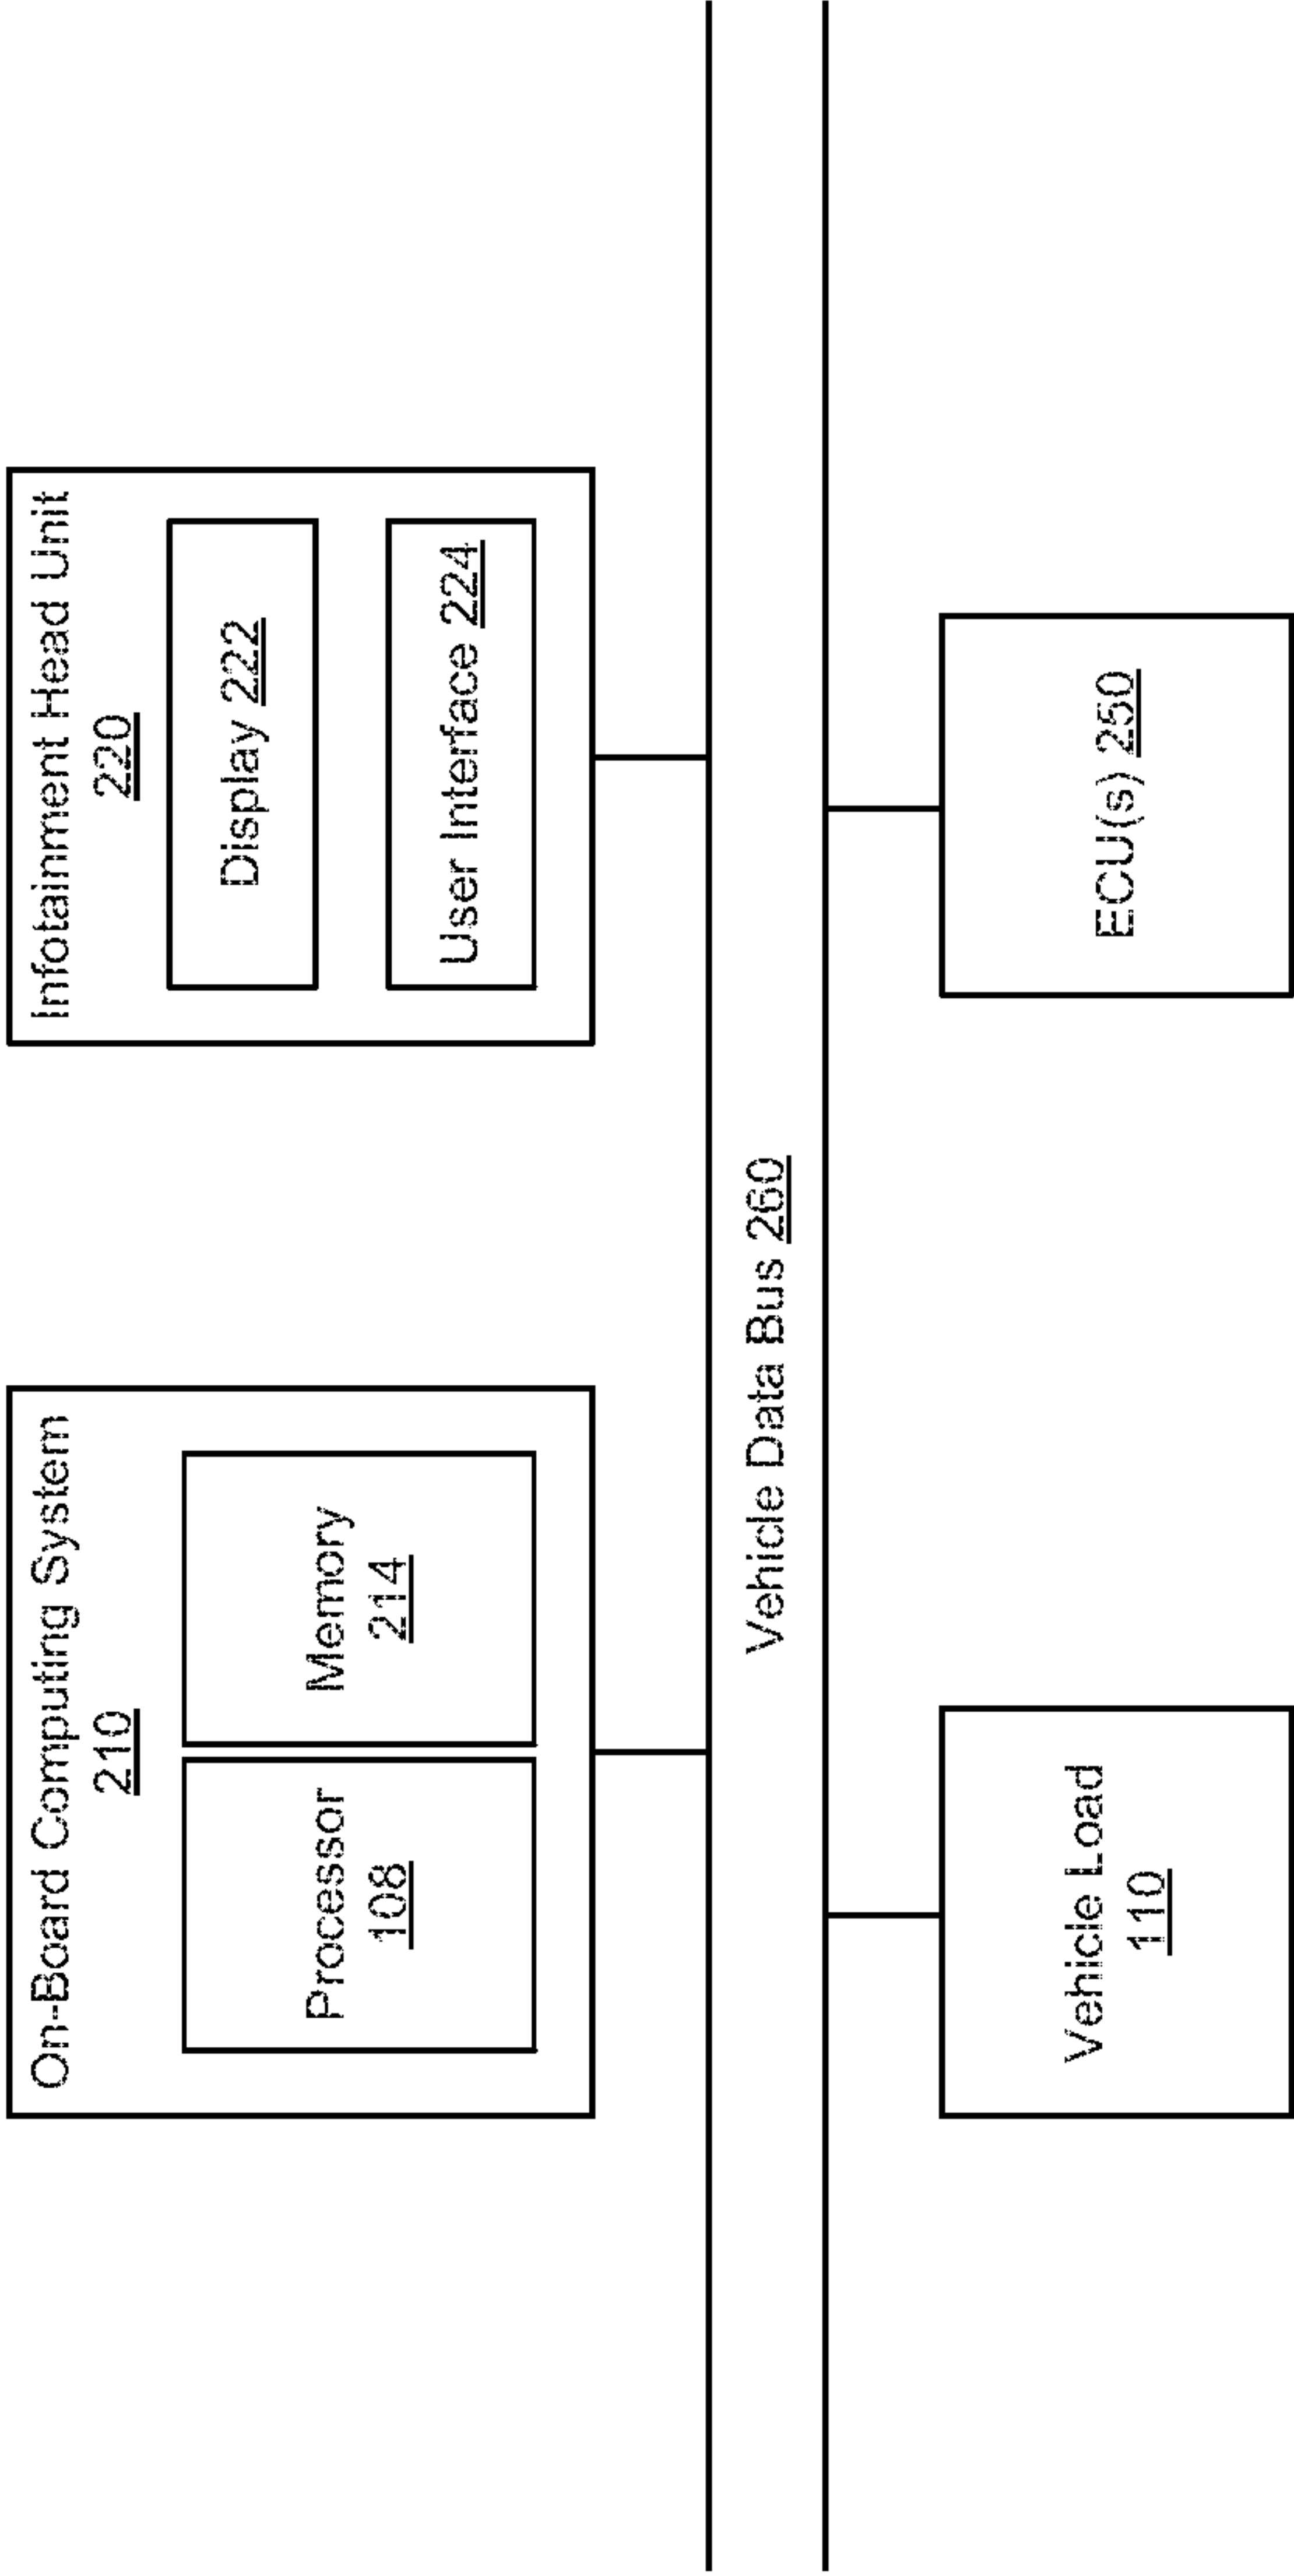 On-Board Computing System
210
Processor
108
Memory
214
Infotainment Head Unit
220
Display 222
User Interface 224
Vehicle Data Bus 260
Vehicle Load
110
ECU(s) 250